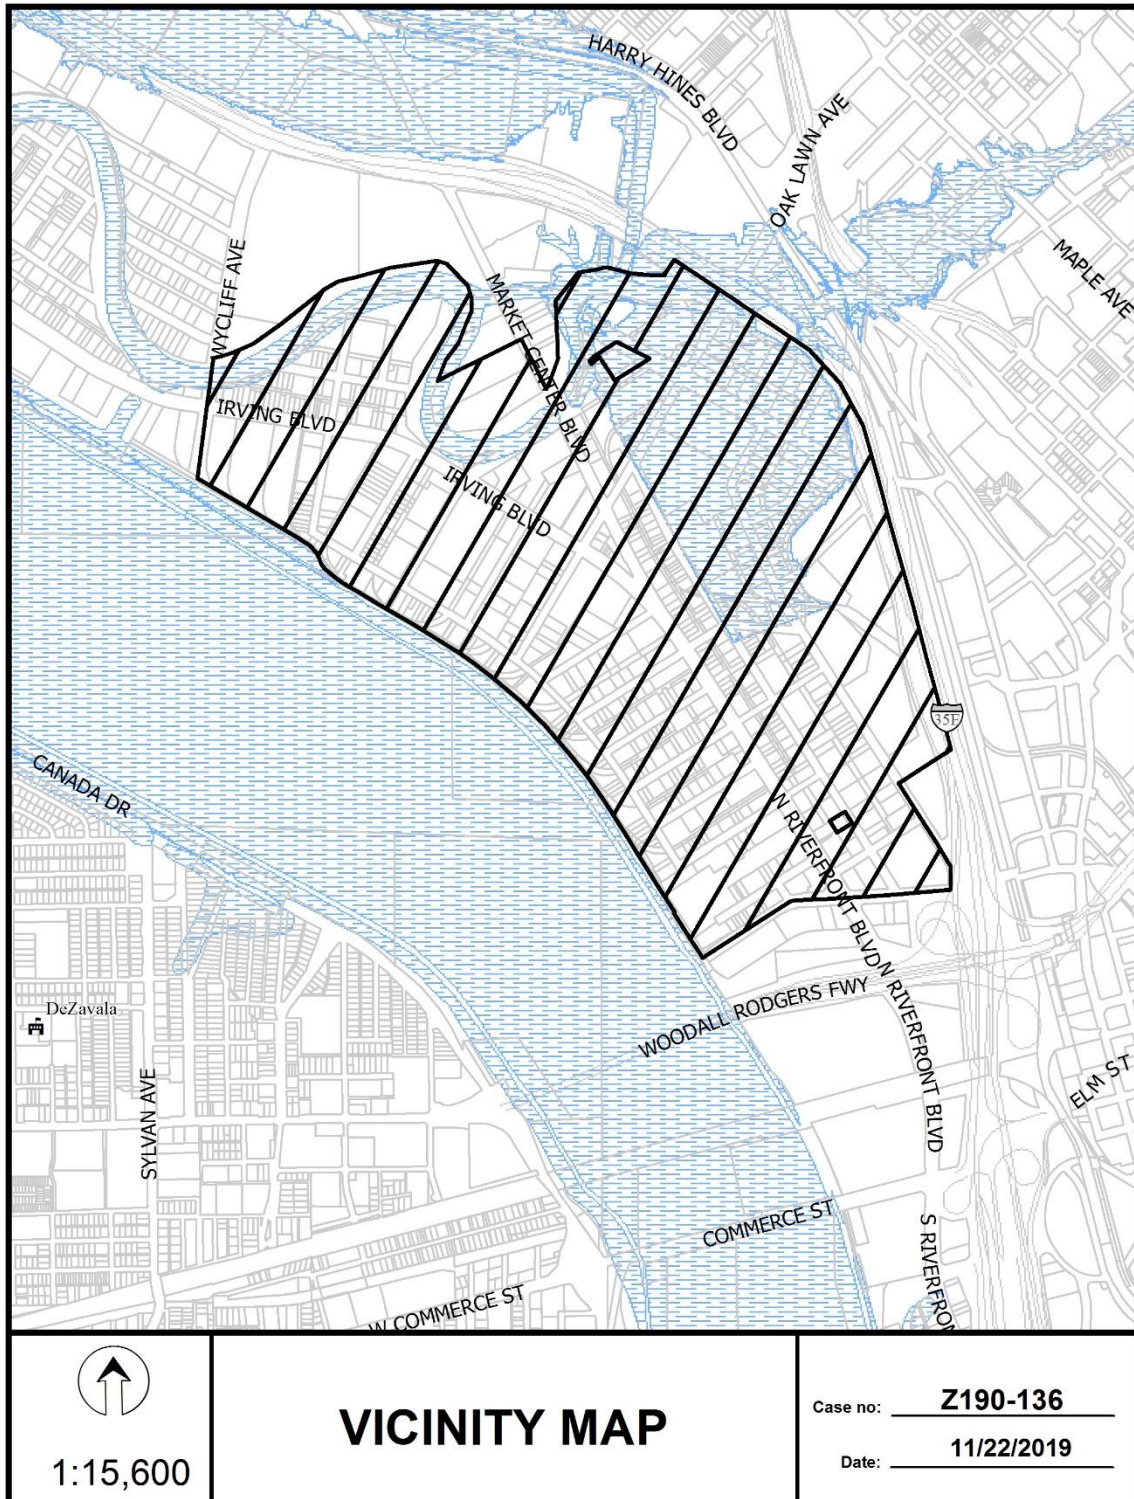 HARRY HINES BLVD
OAK LAWN AVE
MAPLE AVE
WYCLIFF AVE
MARKET CENTER BLVD
IRVING BLVD
IRVING BLVD
35E
CANADA DR
N RIVERFRONT BLVD
N RIVERFRONT BLVD
WOODALL RODGERS FWY
DeZavala
SYLVAN AVE
ELM ST
COMMERCE ST
S RIVERFRON
W COMMERCE ST
1:15,600
VICINITY MAP
Case no: Z190-136
Date: 11/22/2019